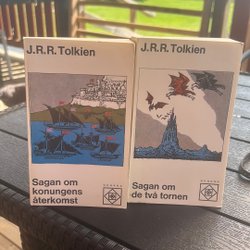 J.R.R. Tolkien
Sagan om
konungens
återkomst
J.R.R. Tolkien
Sagan om
de två tornen